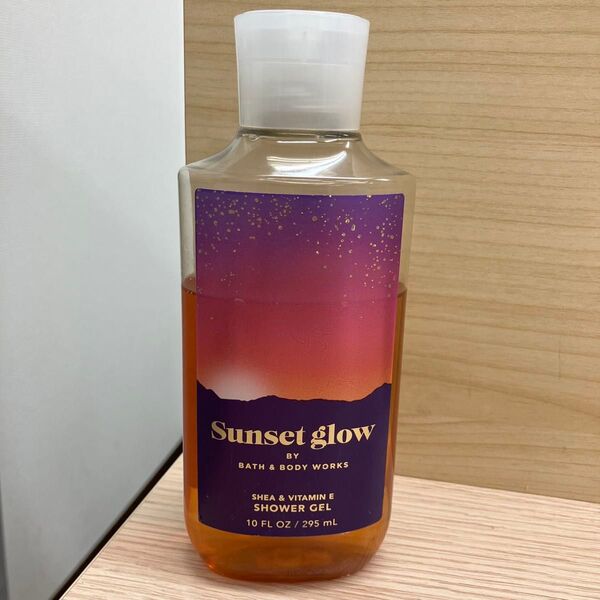 Sunset glow
BY
BATH & BODY WORKS
SHEA & VITAMIN E
SHOWER GEL
10 FL OZ / 295 mL